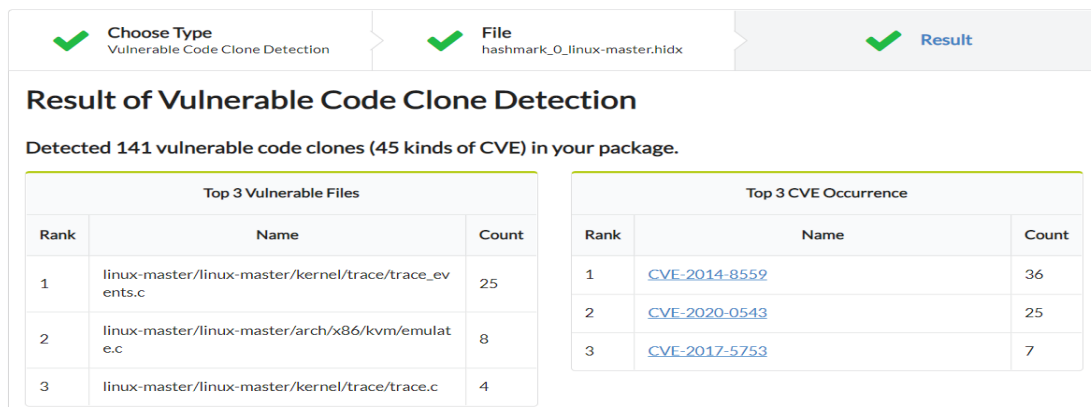 Choose Type
Vulnerable Code Clone Detection
File
hashmark_0_linux-master.hidx
Result
Result of Vulnerable Code Clone Detection
Detected 141 vulnerable code clones (45 kinds of CVE) in your package.
Top 3 Vulnerable Files
Rank Name Count
1 linux-master/linux-master/kernel/trace/trace_ev
ents.c 25
2 linux-master/linux-master/arch/x86/kvm/emulat
e.c 8
3 linux-master/linux-master/kernel/trace/trace.c 4
Top 3 CVE Occurrence
Rank Name Count
1 CVE-2014-8559 36
2 CVE-2020-0543 25
3 CVE-2017-5753 7